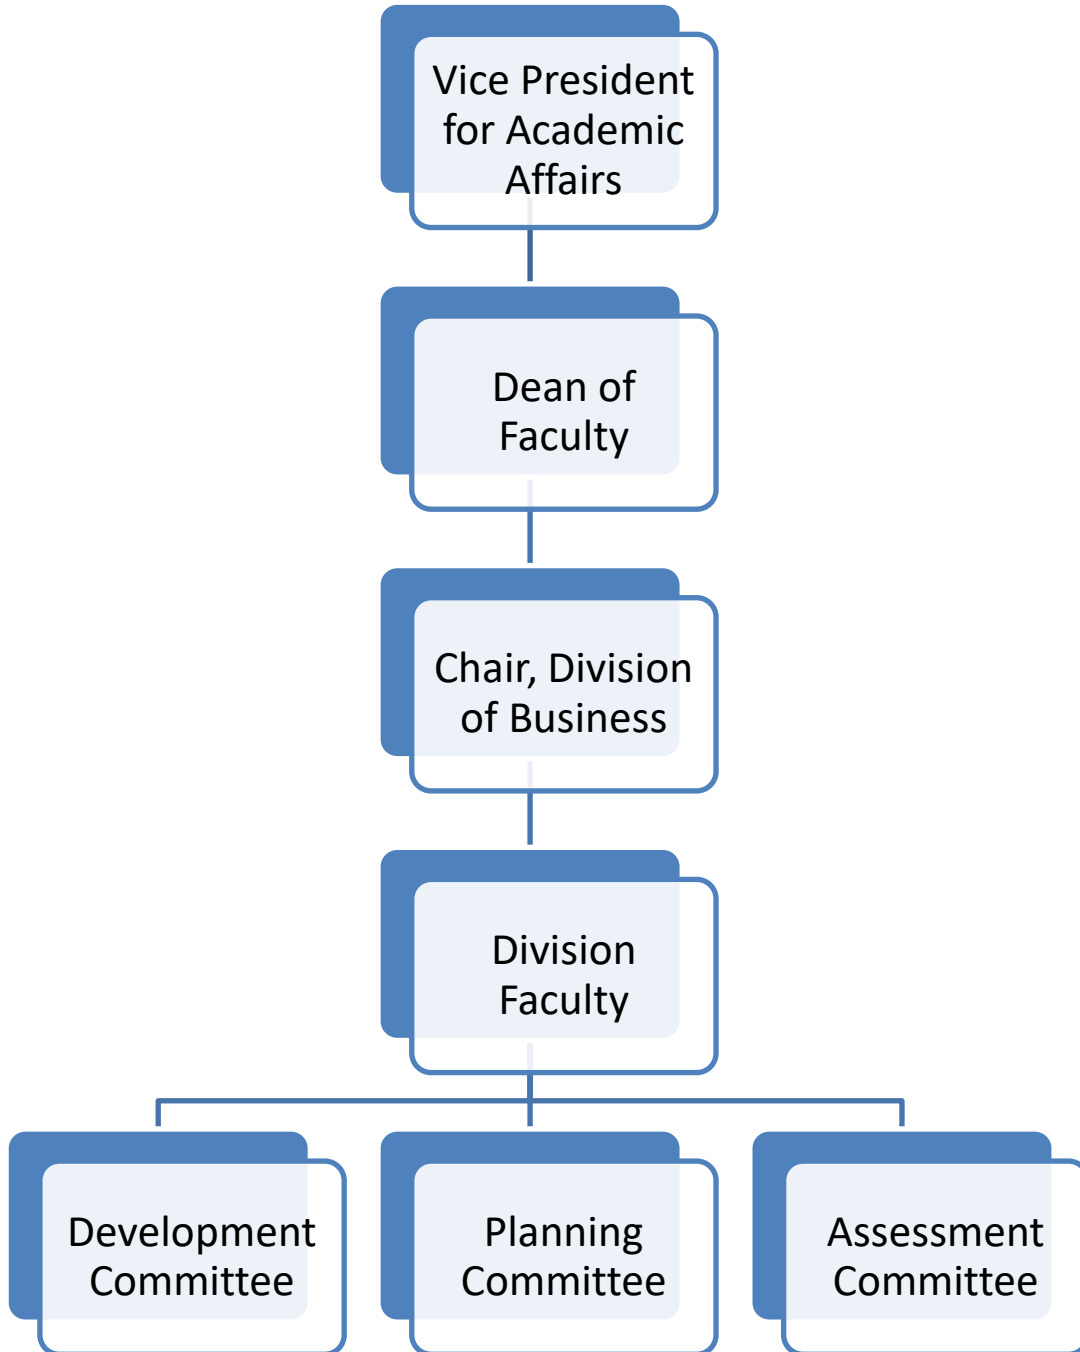 Vice President
for Academic
Affairs
Dean of
Faculty
Chair, Division
of Business
Division
Faculty
Development
Committee
Planning
Committee
Assessment
Committee